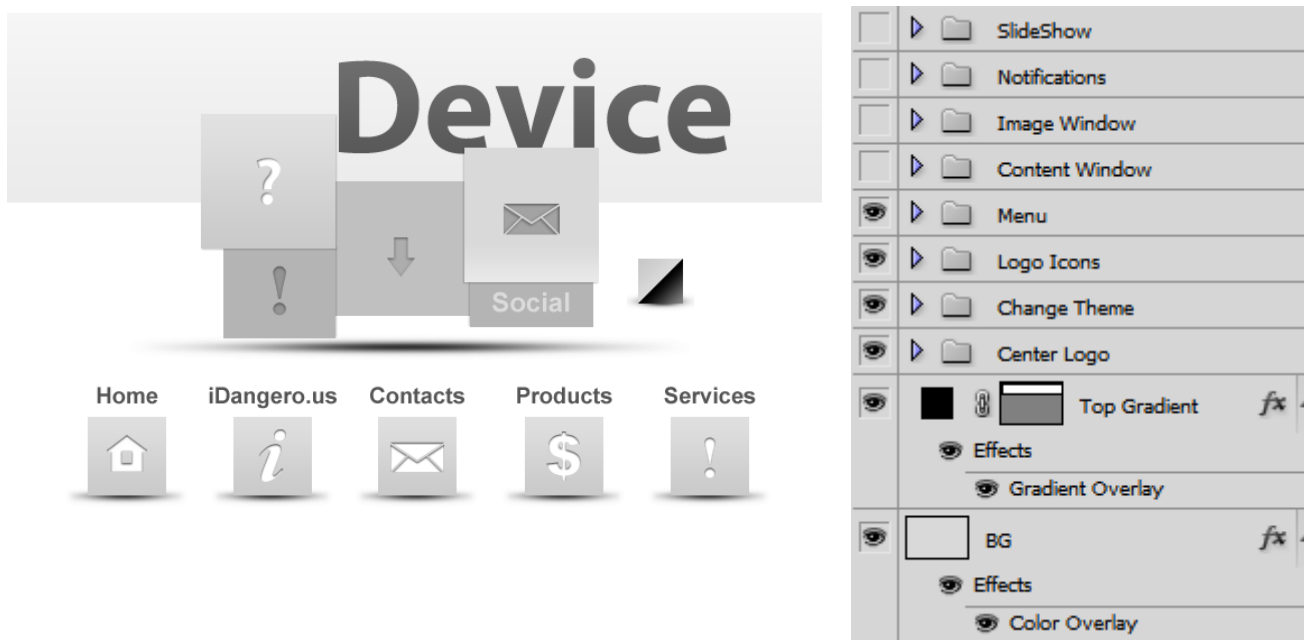 Device
?
!
Social
Home
iDangero.us
Contacts
Products
Services
i
$
!
SlideShow
Notifications
Image Window
Content Window
Menu
Logo Icons
Change Theme
Center Logo
Top Gradient fx
Effects
Gradient Overlay
BG fx
Effects
Color Overlay